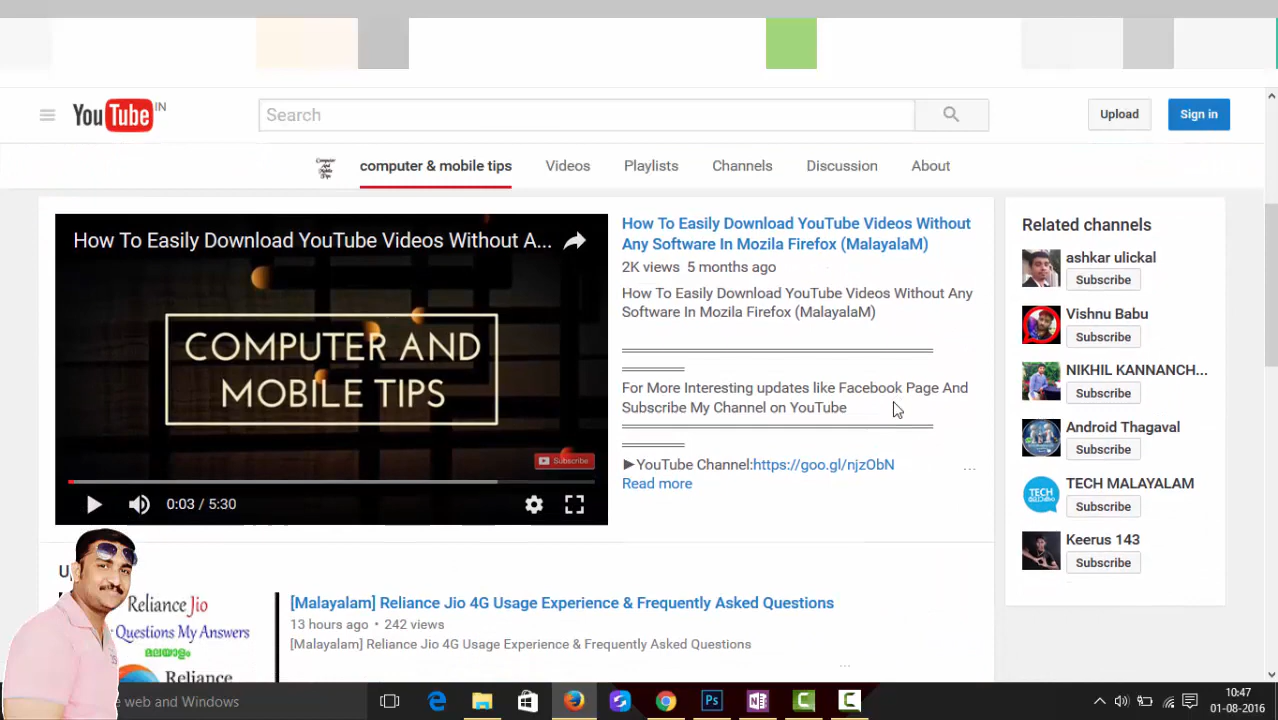 YouTube IN
Search
Upload
Sign in
Computer And Mobile Tips
computer & mobile tips
Videos
Playlists
Channels
Discussion
About
How To Easily Download YouTube Videos Without A...
COMPUTER AND
MOBILE TIPS
Subscribe
0:03 / 5:30
How To Easily Download YouTube Videos Without
Any Software In Mozila Firefox (MalayalaM)
2K views 5 months ago
How To Easily Download YouTube Videos Without Any
Software In Mozila Firefox (MalayalaM)
══════════════════════════
═════
For More Interesting updates like Facebook Page And
Subscribe My Channel on YouTube
══════════════════════════
═════
►YouTube Channel:https://goo.gl/njzObN
...
Read more
Related channels
ashkar ulickal
Subscribe
Vishnu Babu
Subscribe
NIKHIL KANNANCH...
Subscribe
Android Thagaval
Subscribe
TECH MALAYALAM
Subscribe
Keerus 143
Subscribe
Reliance Jio
Questions My Answers
മലയാളം
Reliance
[Malayalam] Reliance Jio 4G Usage Experience & Frequently Asked Questions
13 hours ago • 242 views
[Malayalam] Reliance Jio 4G Usage Experience & Frequently Asked Questions
...
web and Windows
10:47
01-08-2016